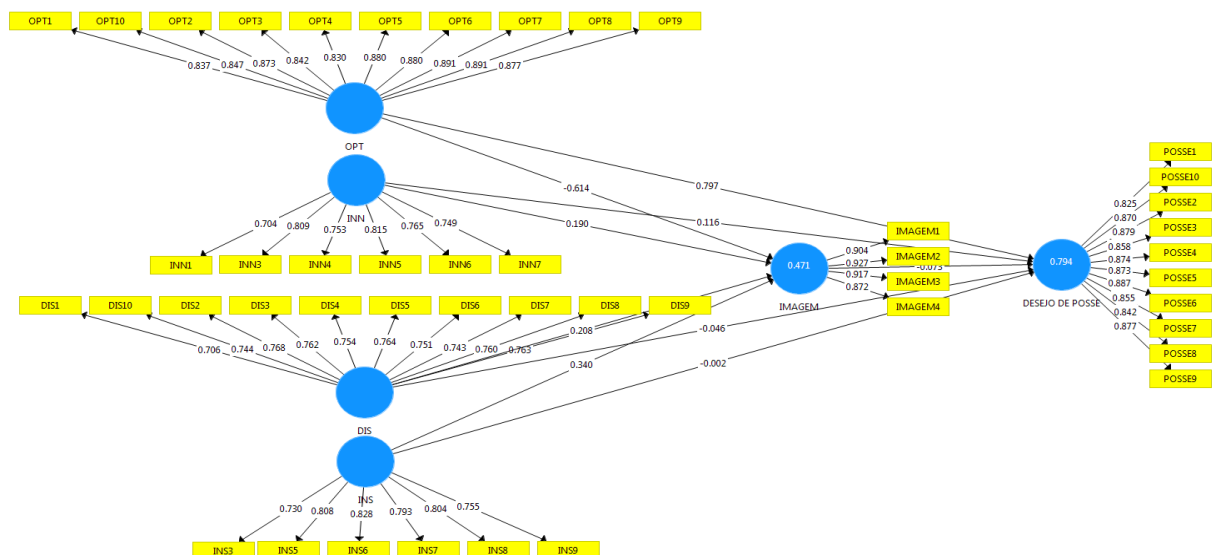 OPT1 OPT10 OPT2 OPT3 OPT4 OPT5 OPT6 OPT7 OPT8 OPT9
0.837 0.847 0.873 0.842 0.830 0.880 0.880 0.891 0.891 0.877
OPT
-0.614 0.797
INN
0.704 0.809 0.753 0.815 0.765 0.749
0.190 0.116
INN1 INN3 INN4 INN5 INN6 INN7
IMAGEM1
IMAGEM2
IMAGEM3
IMAGEM4
0.904
0.927
0.917
0.872
-0.073
0.471
IMAGEM
POSSE1
POSSE10
POSSE2
POSSE3
POSSE4
POSSE5
POSSE6
POSSE7
POSSE8
POSSE9
0.825
0.870
0.879
0.858
0.874
0.873
0.887
0.855
0.842
0.877
0.794
DESEJO DE POSSE
DIS1 DIS10 DIS2 DIS3 DIS4 DIS5 DIS6 DIS7 DIS8 DIS9
0.706 0.744 0.768 0.762 0.754 0.764 0.751 0.743 0.760 0.763
0.208 -0.046
DIS
0.340 -0.002
INS
0.730 0.808 0.828 0.793 0.804 0.755
INS3 INS5 INS6 INS7 INS8 INS9